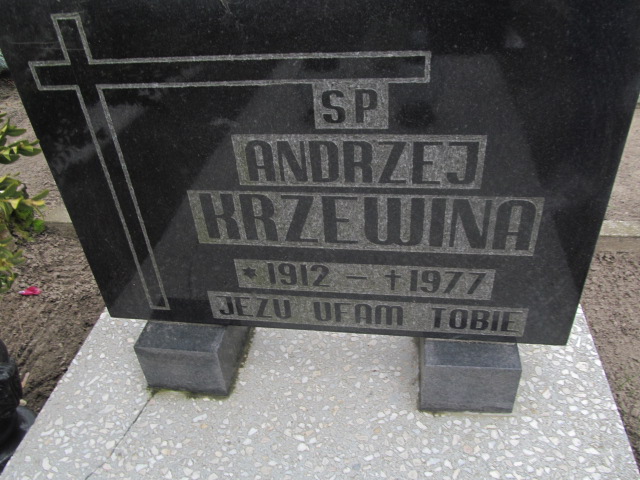 SP
ANDRZEJ
KRZEWINA
* 1912 – † 1977
JEZU UFAM TOBIE